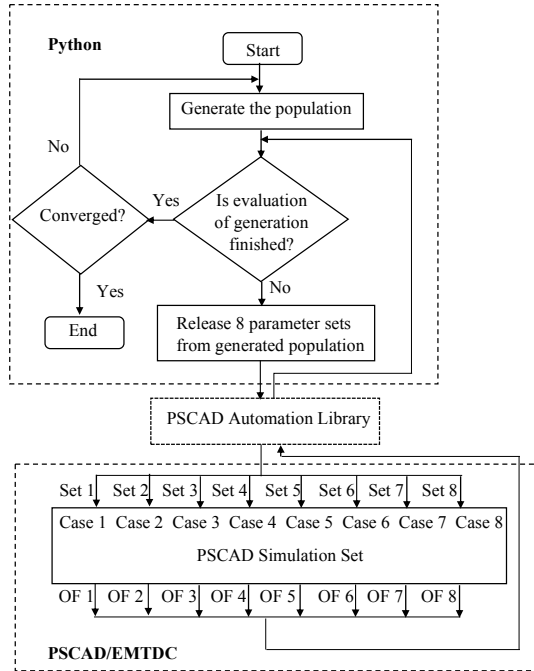 Python
Start
Generate the population
No
Yes
Converged?
Is evaluation
of generation
finished?
Yes
No
End
Release 8 parameter sets
from generated population
PSCAD Automation Library
Set 1 Set 2 Set 3 Set 4 Set 5 Set 6 Set 7 Set 8
Case 1 Case 2 Case 3 Case 4 Case 5 Case 6 Case 7 Case 8
PSCAD Simulation Set
OF 1 OF 2 OF 3 OF 4 OF 5 OF 6 OF 7 OF 8
PSCAD/EMTDC